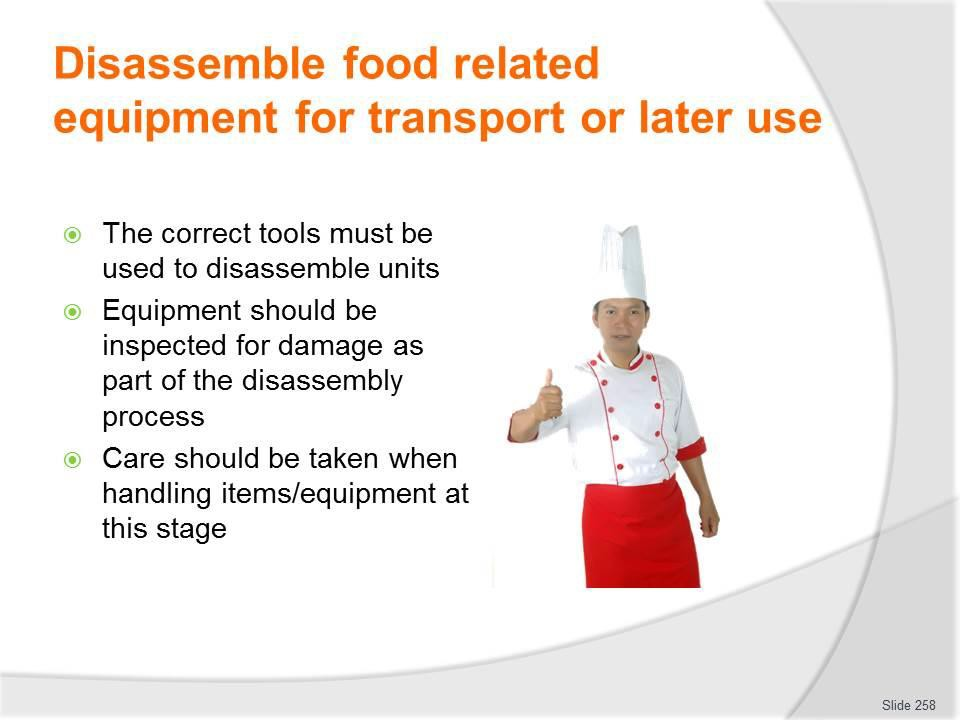 Disassemble food related
equipment for transport or later use
The correct tools must be
used to disassemble units
Equipment should be
inspected for damage as
part of the disassembly
process
Care should be taken when
handling items/equipment at
this stage
Slide 258